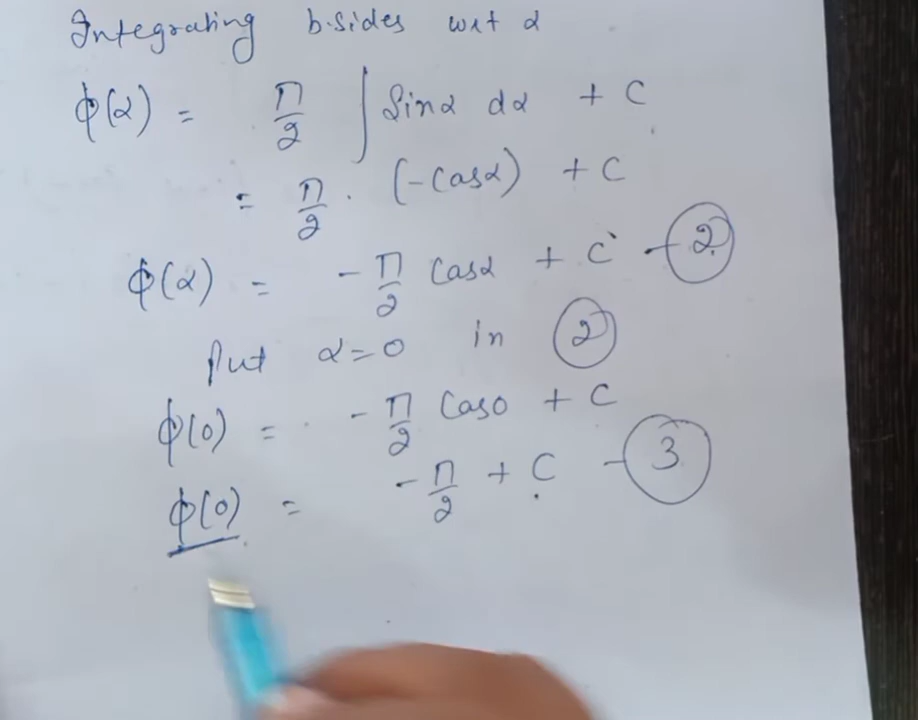 Integrating b.sides wrt α
ϕ(α) = π/2 ∫ Sinα dα + C
= π/2 . (-Cosα) + C
ϕ(α) = -π/2 Cosα + C - (2)
Put α=0 in (2)
ϕ(0) = -π/2 Cos0 + C
ϕ(0) = -π/2 + C - (3)